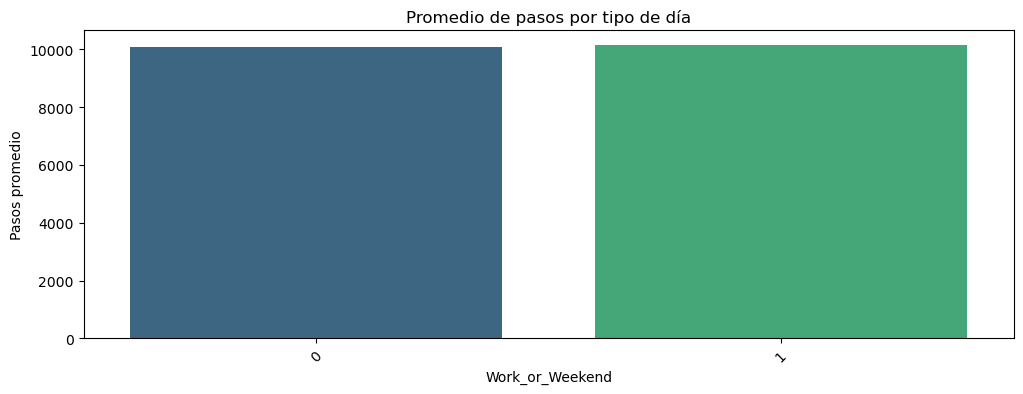 Promedio de pasos por tipo de día
Pasos promedio
10000
8000
6000
4000
2000
0
0
1
Work_or_Weekend